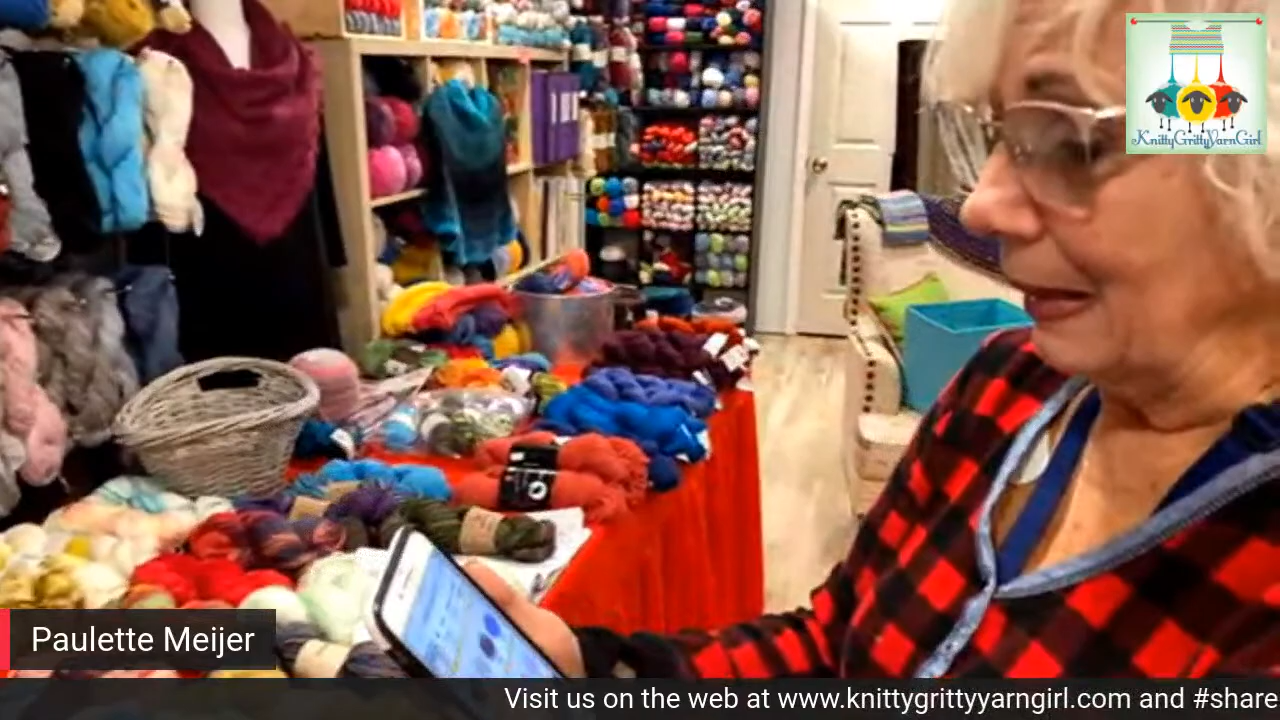 KnittyGrittyYarnGirl
Paulette Meijer
Visit us on the web at www.knittygrittyyarngirl.com and #share